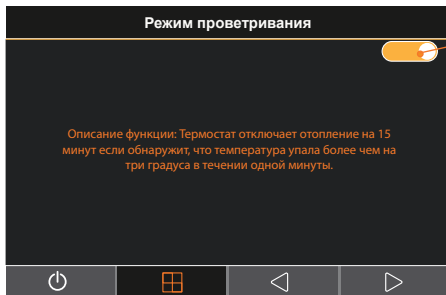 Режим проветривания
Описание функции: Термостат отключает отопление на 15
минут если обнаружит, что температура упала более чем на
три градуса в течении одной минуты.